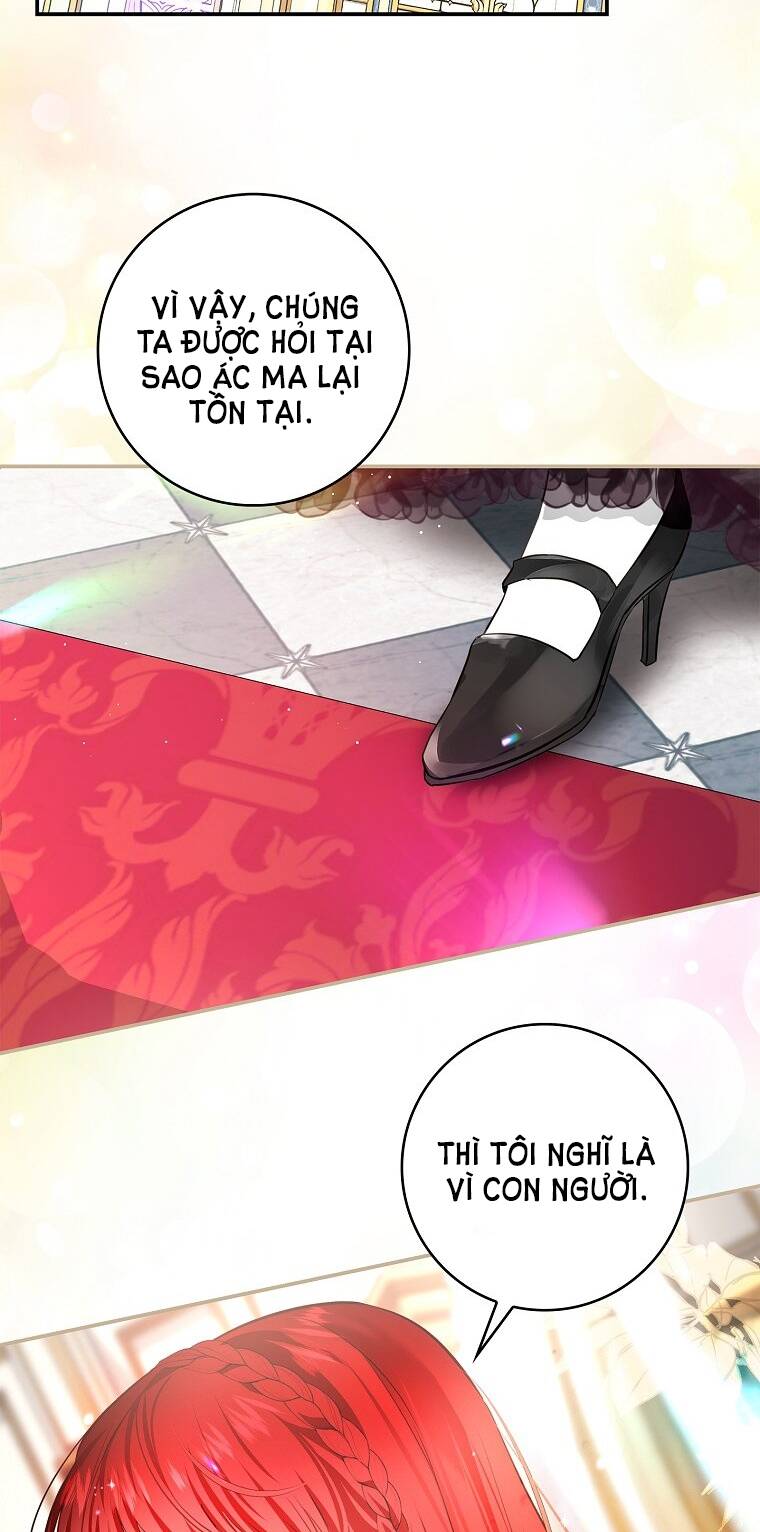 VÌ VẬY, CHÚNG
TA ĐƯỢC HỎI TẠI
SAO ÁC MA LẠI
TỒN TẠI.
THÌ TÔI NGHĨ LÀ
VÌ CON NGƯỜI.